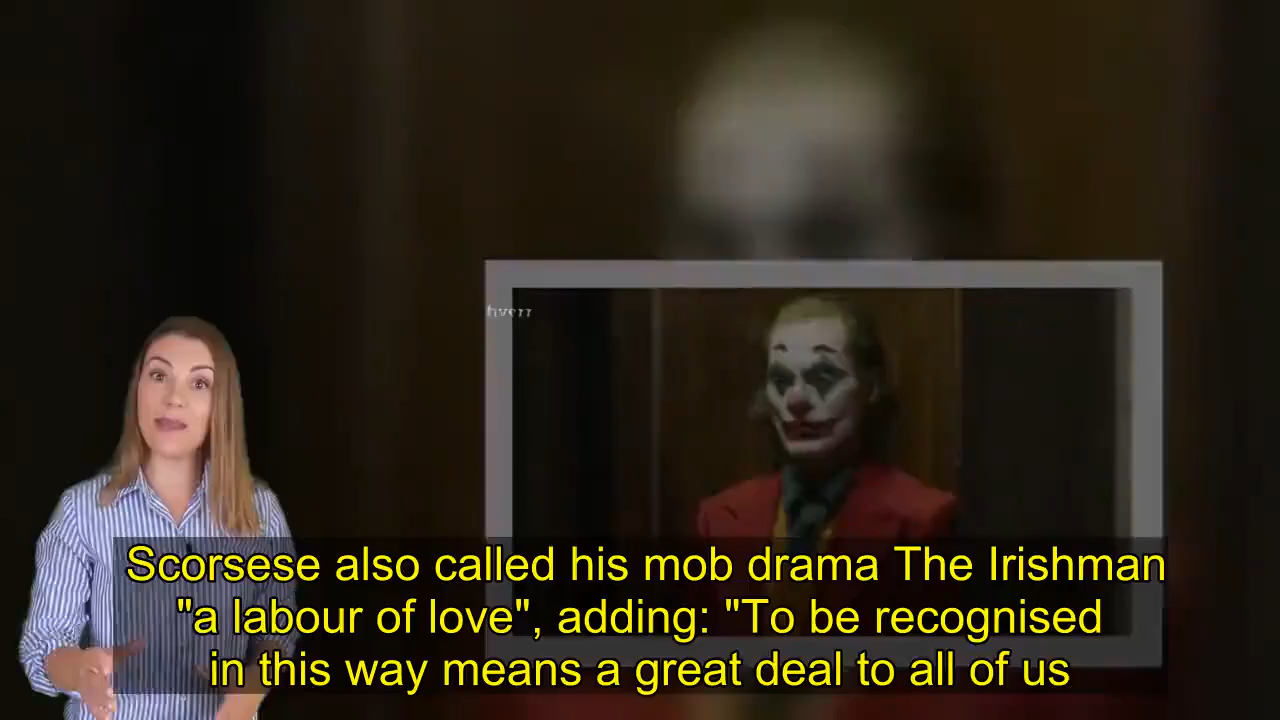 Scorsese also called his mob drama The Irishman
"a labour of love", adding: "To be recognised
in this way means a great deal to all of us